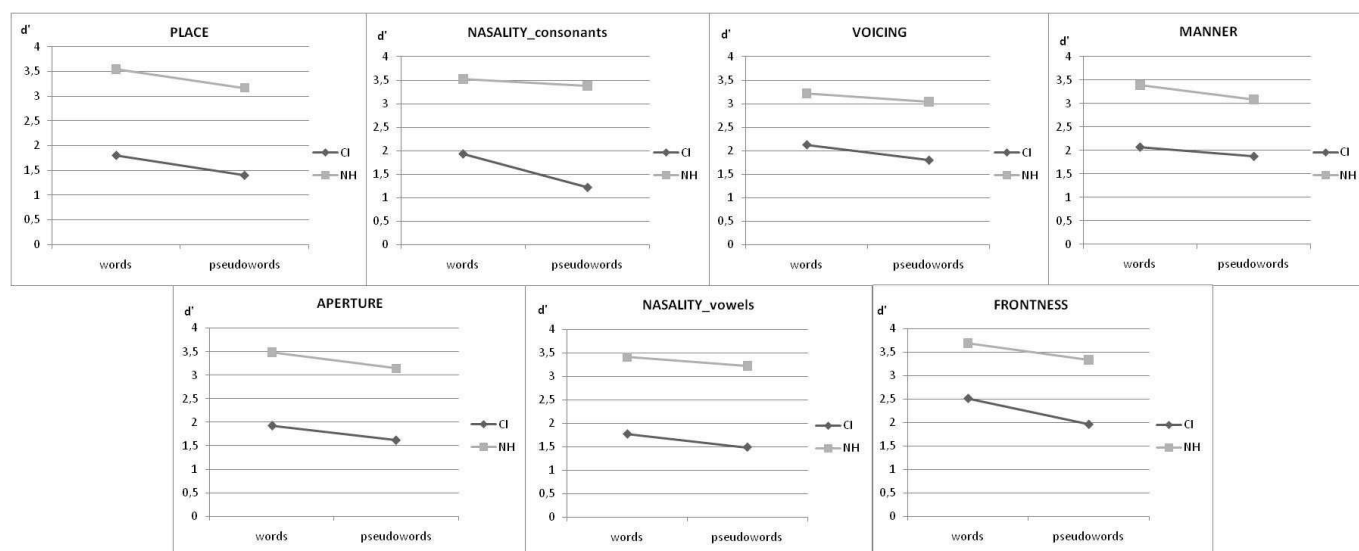 d'
PLACE
4
3,5
3
2,5
2
1,5
1
0,5
0
words pseudowords
CI
NH
d'
NASALITY_consonants
4
3,5
3
2,5
2
1,5
1
0,5
0
words pseudowords
CI
NH
d'
VOICING
4
3,5
3
2,5
2
1,5
1
0,5
0
words pseudowords
CI
NH
d'
MANNER
4
3,5
3
2,5
2
1,5
1
0,5
0
words pseudowords
CI
NH
d'
APERTURE
4
3,5
3
2,5
2
1,5
1
0,5
0
words pseudowords
CI
NH
d'
NASALITY_vowels
4
3,5
3
2,5
2
1,5
1
0,5
0
words pseudowords
CI
NH
d'
FRONTNESS
4
3,5
3
2,5
2
1,5
1
0,5
0
words pseudowords
CI
NH